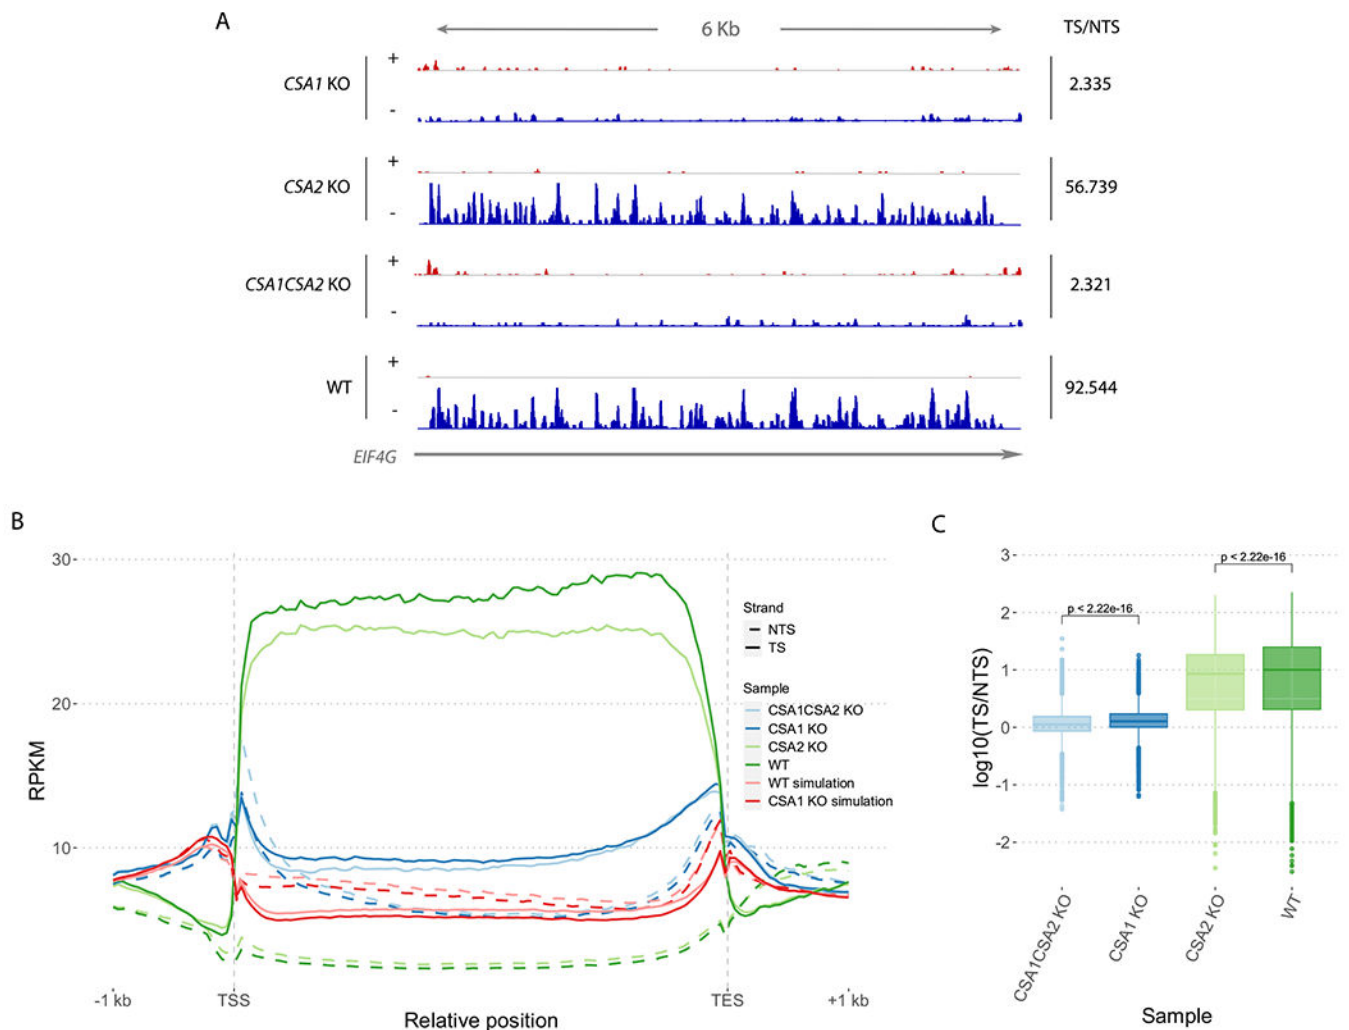 A
6 Kb
TS/NTS
CSA1 KO
+
-
2.335
CSA2 KO
+
-
56.739
CSA1CSA2 KO
+
-
2.321
WT
+
-
92.544
EIF4G
B
30
20
10
RPKM
-1 kb
TSS
TES
+1 kb
Relative position
Strand
NTS
TS
Sample
CSA1CSA2 KO
CSA1 KO
CSA2 KO
WT
WT simulation
CSA1 KO simulation
C
3
2
1
0
-1
-2
log10(TS/NTS)
p < 2.22e-16
p < 2.22e-16
CSA1CSA2 KO
CSA1 KO
CSA2 KO
WT
Sample